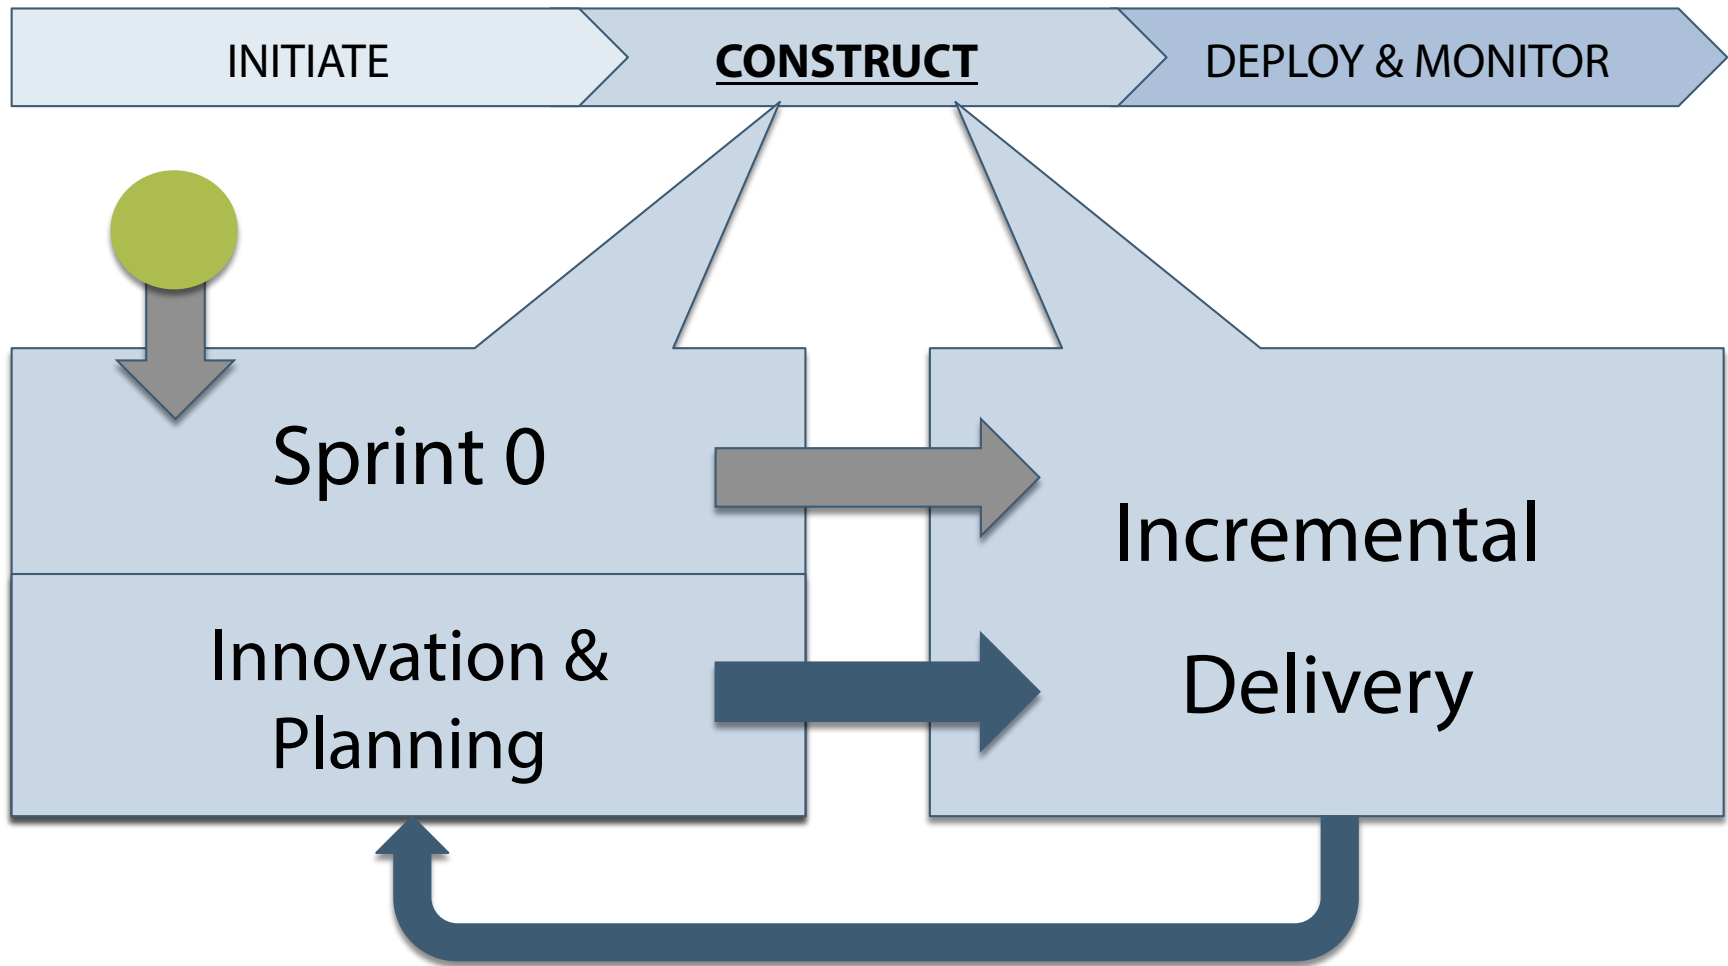 INITIATE
CONSTRUCT
DEPLOY & MONITOR
Sprint 0
Innovation &
Planning
Incremental
Delivery